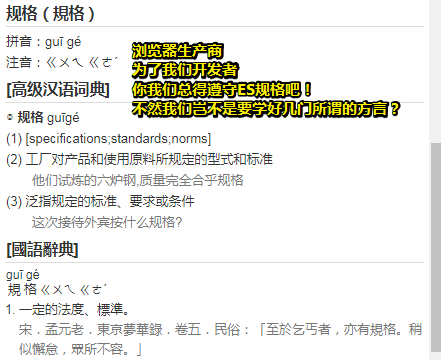 规格（規格）
拼音：guī gé
注音：ㄍㄨㄟ ㄍㄜˊ
浏览器生产商
为了我们开发者
你我们总得遵守ES规格吧！
不然我们岂不是要学好几门所谓的方言？
[高级汉语词典]
规格 guīgé
(1) [specifications;standards;norms]
(2) 工厂对产品和使用原料所规定的型式和标准
他们试炼的六炉钢,质量完全合乎规格
(3) 泛指规定的标准、要求或条件
这次接待外宾按什么规格?
[國語辭典]
guī gé
規 格 ㄍㄨㄟ ㄍㄜˊ
1. 一定的法度、標準。
宋．孟元老．東京夢華錄．卷五．民俗：「至於乞丐者，亦有規格。稍
似懈怠，眾所不容。」